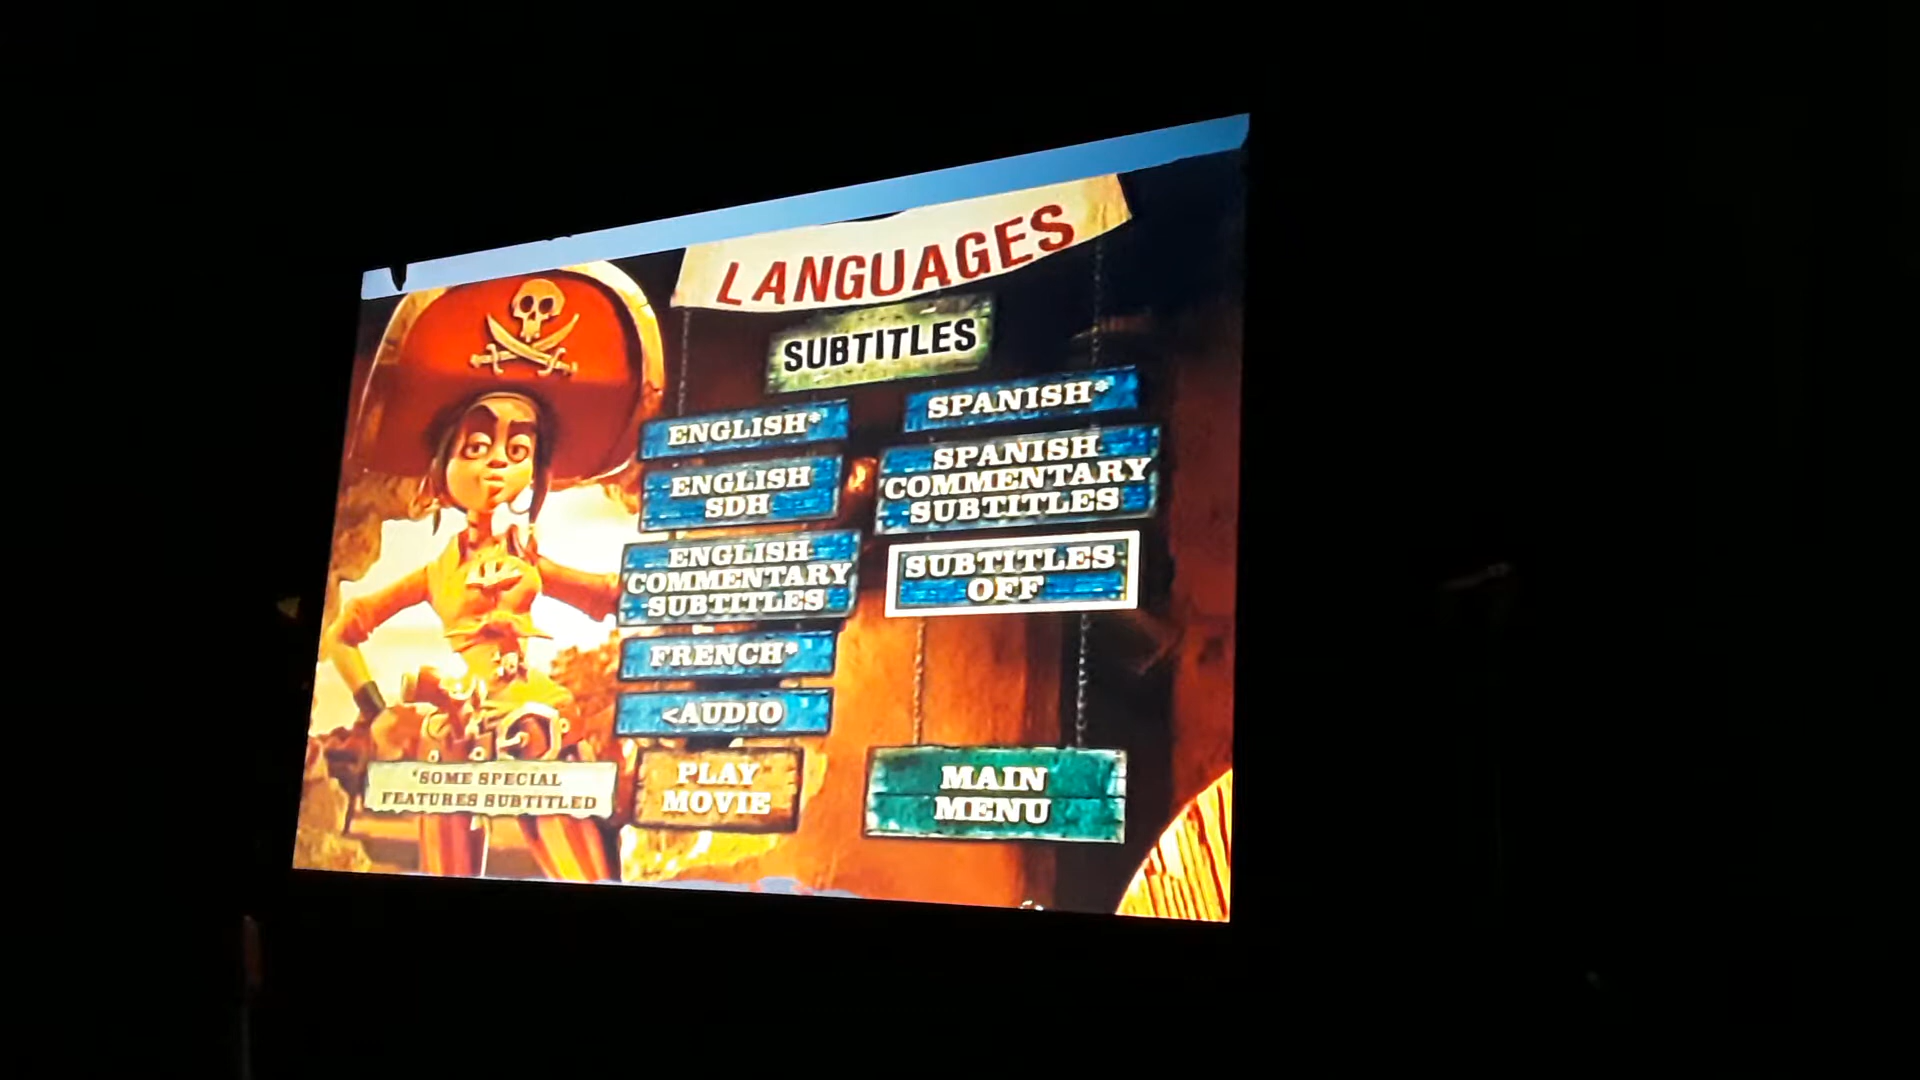 LANGUAGES
SUBTITLES
ENGLISH*
ENGLISH
SDH
ENGLISH
COMMENTARY
SUBTITLES
FRENCH*
<AUDIO
SPANISH*
SPANISH
COMMENTARY
SUBTITLES
SUBTITLES
OFF
*SOME SPECIAL
FEATURES SUBTITLED
PLAY
MOVIE
MAIN
MENU